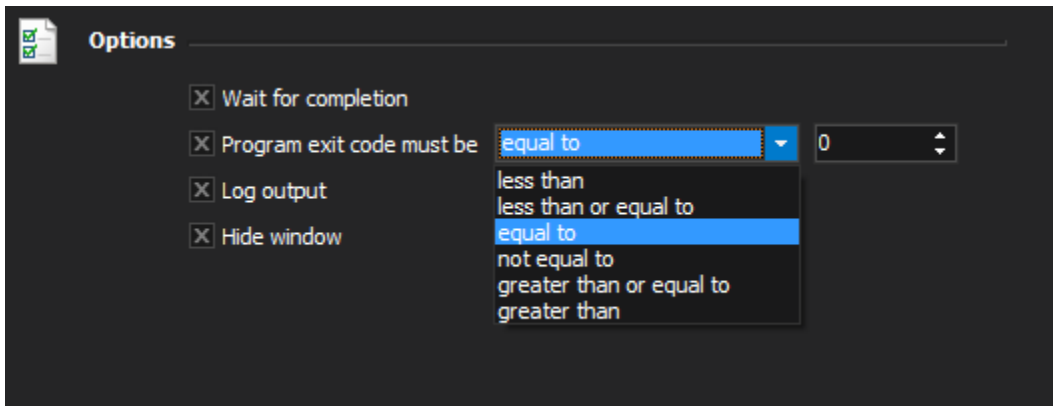 Options
Wait for completion
Program exit code must be equal to 0
less than
Log output
less than or equal to
Hide window
equal to
not equal to
greater than or equal to
greater than